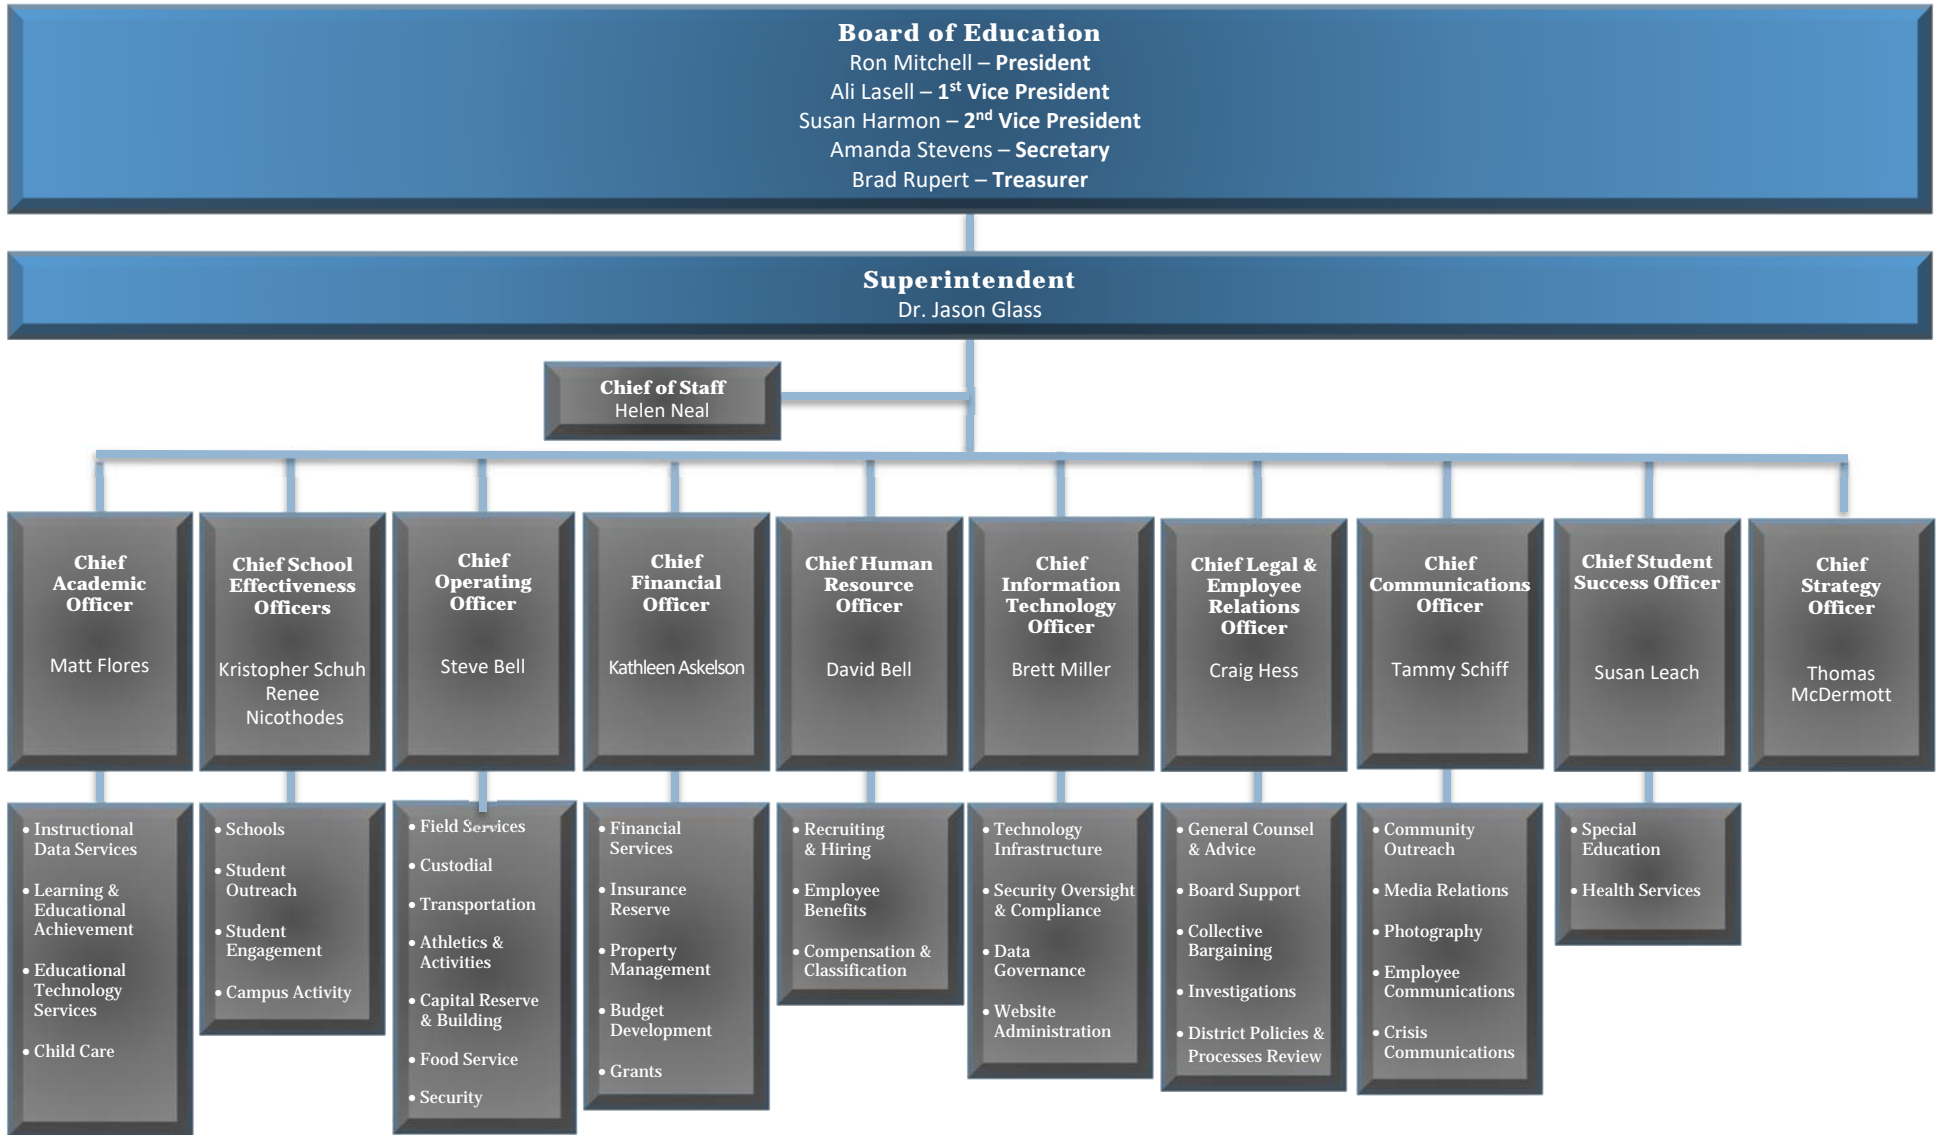 Board of Education
Ron Mitchell – President
Ali Lasell – 1st Vice President
Susan Harmon – 2nd Vice President
Amanda Stevens – Secretary
Brad Rupert – Treasurer
Superintendent
Dr. Jason Glass
Chief of Staff
Helen Neal
Chief
Academic
Officer
Matt Flores
Chief School
Effectiveness
Officers
Kristopher Schuh
Renee
Nicothodes
Chief
Operating
Officer
Steve Bell
Chief
Financial
Officer
Kathleen Askelson
Chief Human
Resource
Officer
David Bell
Chief
Information
Technology
Officer
Brett Miller
Chief Legal &
Employee
Relations
Officer
Craig Hess
Chief
Communications
Officer
Tammy Schiff
Chief Student
Success Officer
Susan Leach
Chief
Strategy
Officer
Thomas
McDermott
• Instructional
Data Services
• Learning &
Educational
Achievement
• Educational
Technology
Services
• Child Care
• Schools
• Student
Outreach
• Student
Engagement
• Campus Activity
• Field Services
• Custodial
• Transportation
• Athletics &
Activities
• Capital Reserve
& Building
• Food Service
• Security
• Financial
Services
• Insurance
Reserve
• Property
Management
• Budget
Development
• Grants
• Recruiting
& Hiring
• Employee
Benefits
• Compensation &
Classification
• Technology
Infrastructure
• Security Oversight
& Compliance
• Data
Governance
• Website
Administration
• General Counsel
& Advice
• Board Support
• Collective
Bargaining
• Investigations
• District Policies &
Processes Review
• Community
Outreach
• Media Relations
• Photography
• Employee
Communications
• Crisis
Communications
• Special
Education
• Health Services